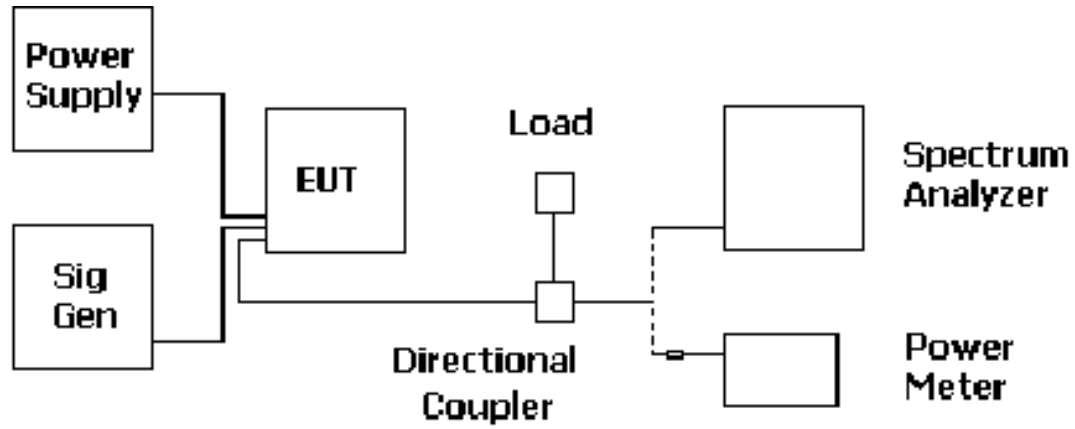 Power
Supply
EUT
Load
Spectrum
Analyzer
Sig
Gen
Directional
Coupler
Power
Meter